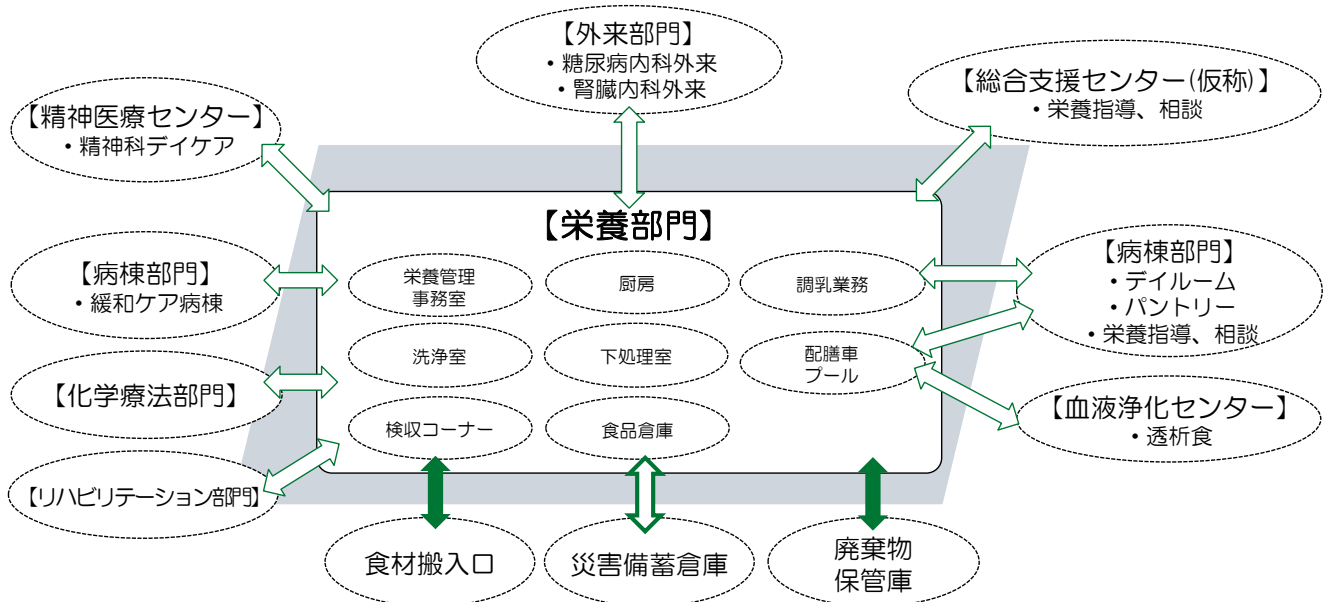 【外来部門】
・糖尿病内科外来
・腎臓内科外来
【総合支援センター(仮称)】
・栄養指導、相談
【精神医療センター】
・精神科デイケア
【栄養部門】
【病棟部門】
・緩和ケア病棟
栄養管理
事務室
厨房
調乳業務
【病棟部門】
・デイルーム
・パントリー
・栄養指導、相談
洗浄室
下処理室
配膳車
プール
【化学療法部門】
【血液浄化センター】
・透析食
検収コーナー
食品倉庫
【リハビリテーション部門】
食材搬入口
災害備蓄倉庫
廃棄物
保管庫